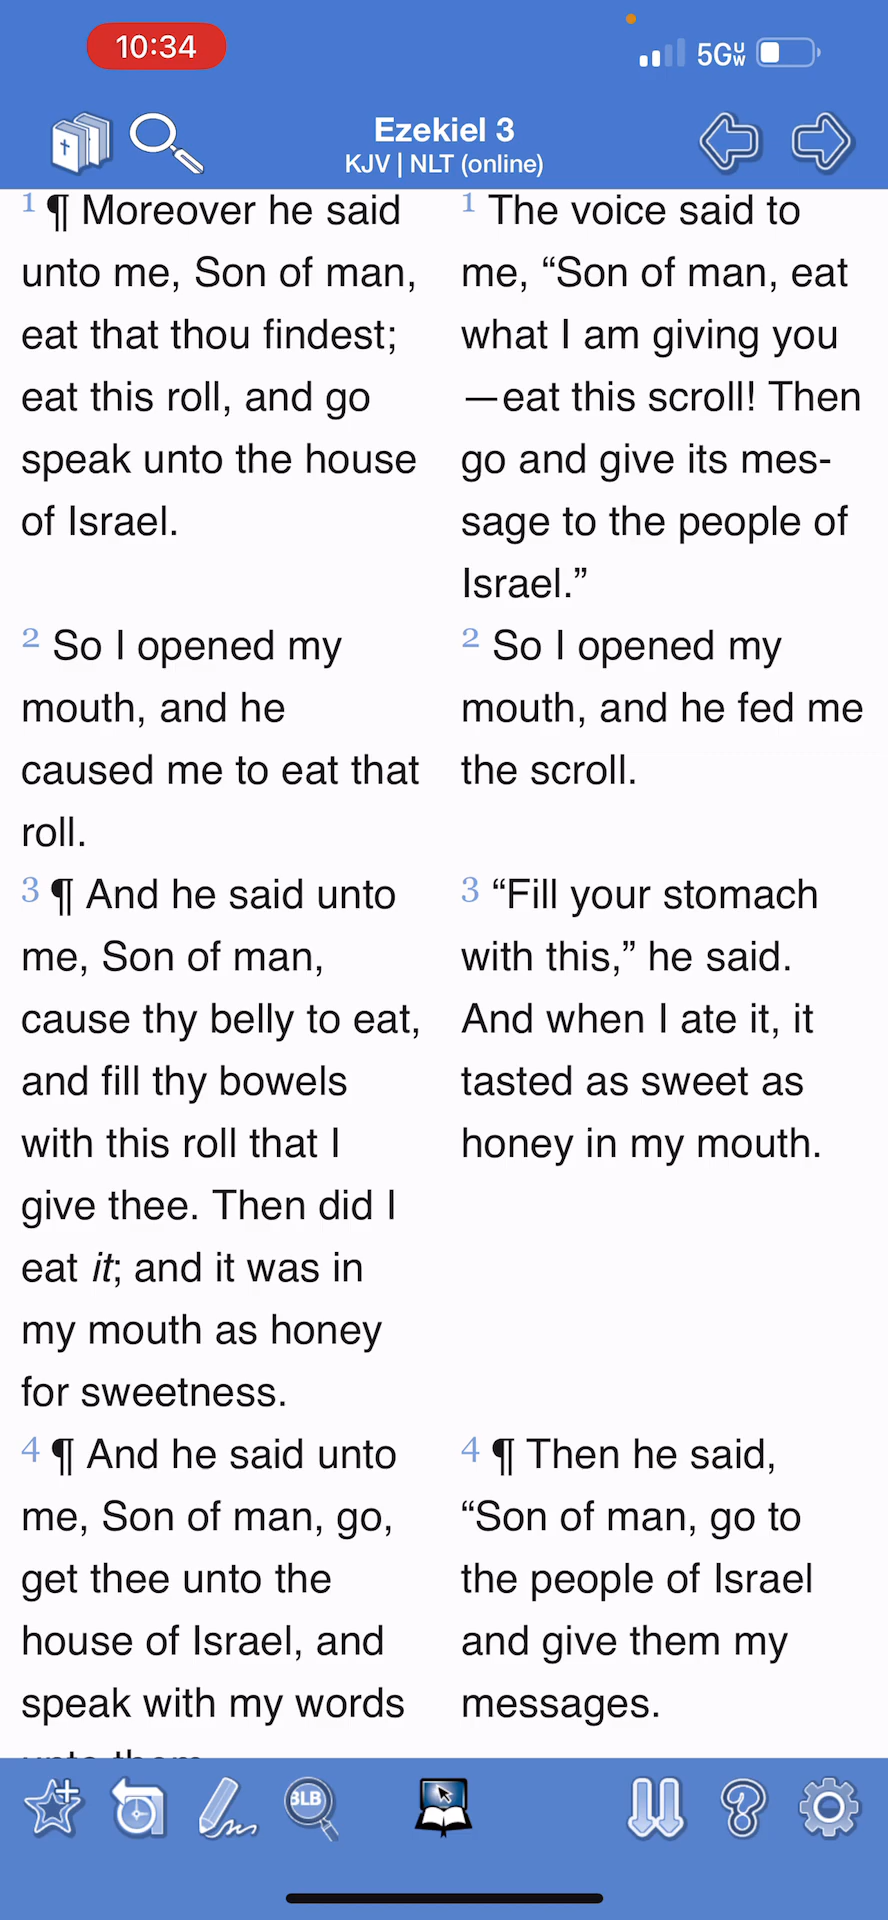 10:34
5G UW
Ezekiel 3
KJV | NLT (online)
1 ¶ Moreover he said
unto me, Son of man,
eat that thou findest;
eat this roll, and go
speak unto the house
of Israel.
2 So I opened my
mouth, and he
caused me to eat that
roll.
3 ¶ And he said unto
me, Son of man,
cause thy belly to eat,
and fill thy bowels
with this roll that I
give thee. Then did I
eat it; and it was in
my mouth as honey
for sweetness.
4 ¶ And he said unto
me, Son of man, go,
get thee unto the
house of Israel, and
speak with my words
unto them
1 The voice said to
me, “Son of man, eat
what I am giving you
—eat this scroll! Then
go and give its mes-
sage to the people of
Israel.”
2 So I opened my
mouth, and he fed me
the scroll.
3 “Fill your stomach
with this,” he said.
And when I ate it, it
tasted as sweet as
honey in my mouth.
4 ¶ Then he said,
“Son of man, go to
the people of Israel
and give them my
messages.
BLB